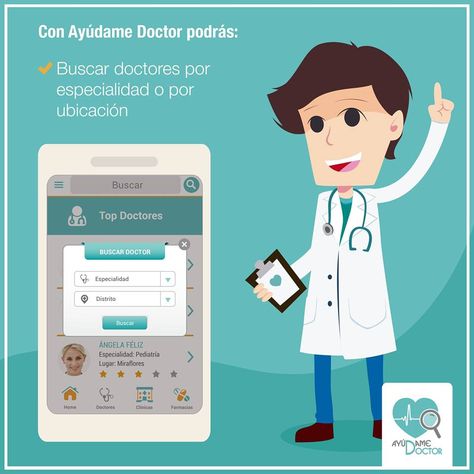 Con Ayúdame Doctor podrás:
Buscar doctores por
especialidad o por
ubicación
Buscar
Top Doctores
BUSCAR DOCTOR
Especialidad
Distrito
Buscar
ÁNGELA FÉLIZ
Especialidad: Pediatría
Lugar: Miraflores
Home
Doctores
Clínicas
Farmacias
AYÚDAME
DOCTOR